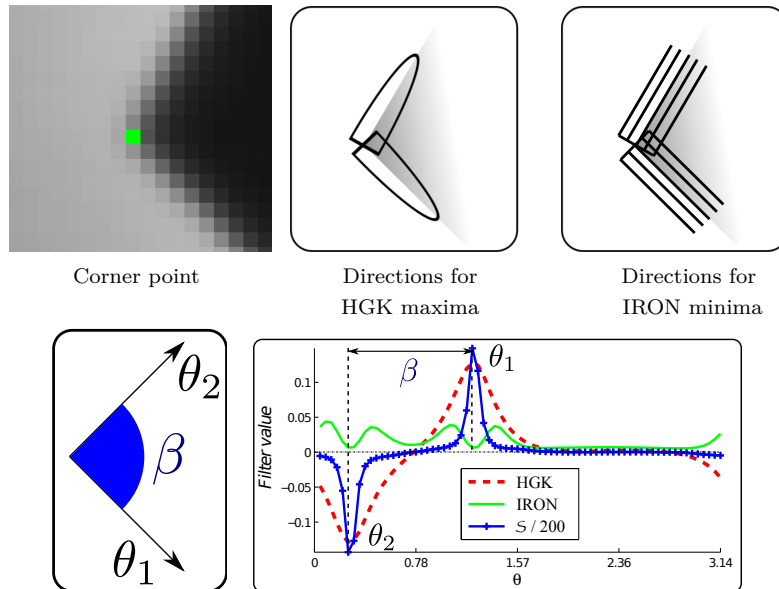 Corner point
Directions for
HGK maxima
Directions for
IRON minima
θ₂
β
θ₁
β
θ₁
θ₂
Filter value
0.1
0.05
0
−0.05
−0.1
HGK
IRON
S / 200
0 0.78 1.57 2.36 3.14
θ